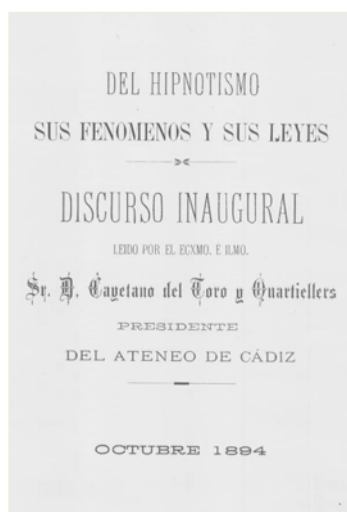 DEL HIPNOTISMO
SUS FENOMENOS Y SUS LEYES
DISCURSO INAUGURAL
LEIDO POR EL ECXMO. É ILMO.
Sr. D. Cayetano del Toro y Quartiellers
PRESIDENTE
DEL ATENEO DE CÁDIZ
OCTUBRE 1894